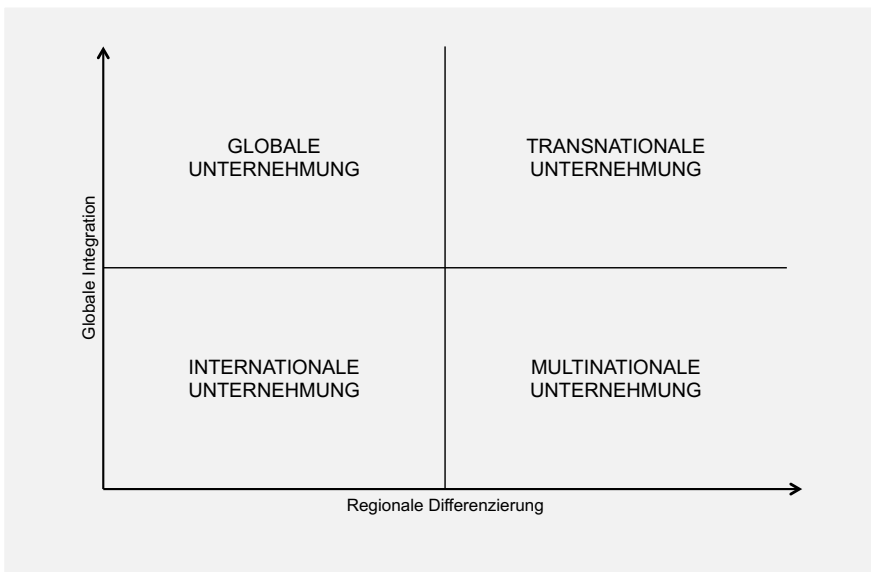 GLOBALE
UNTERNEHMUNG
TRANSNATIONALE
UNTERNEHMUNG
Globale Integration
INTERNATIONALE
UNTERNEHMUNG
MULTINATIONALE
UNTERNEHMUNG
Regionale Differenzierung